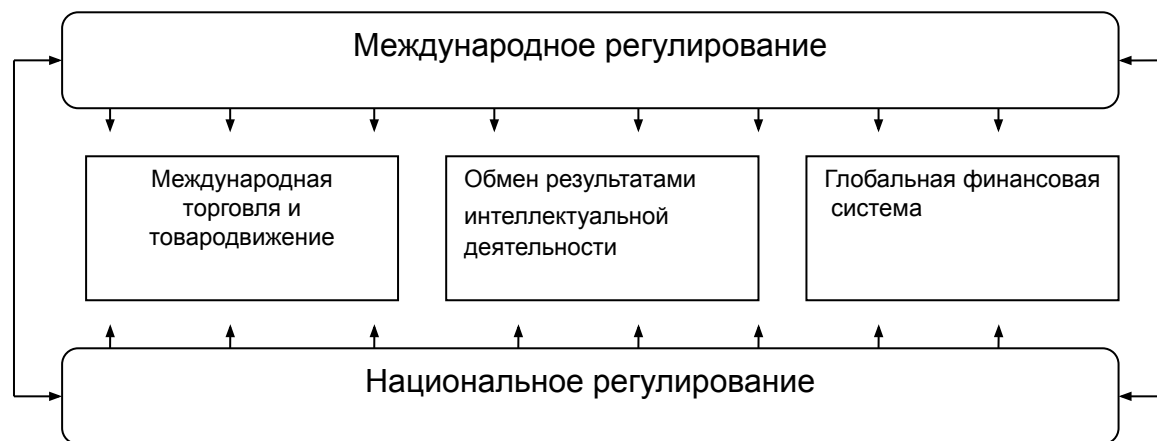 Международное регулирование
Международная
торговля и
товародвижение
Обмен результатами
интеллектуальной
деятельности
Глобальная финансовая
система
Национальное регулирование